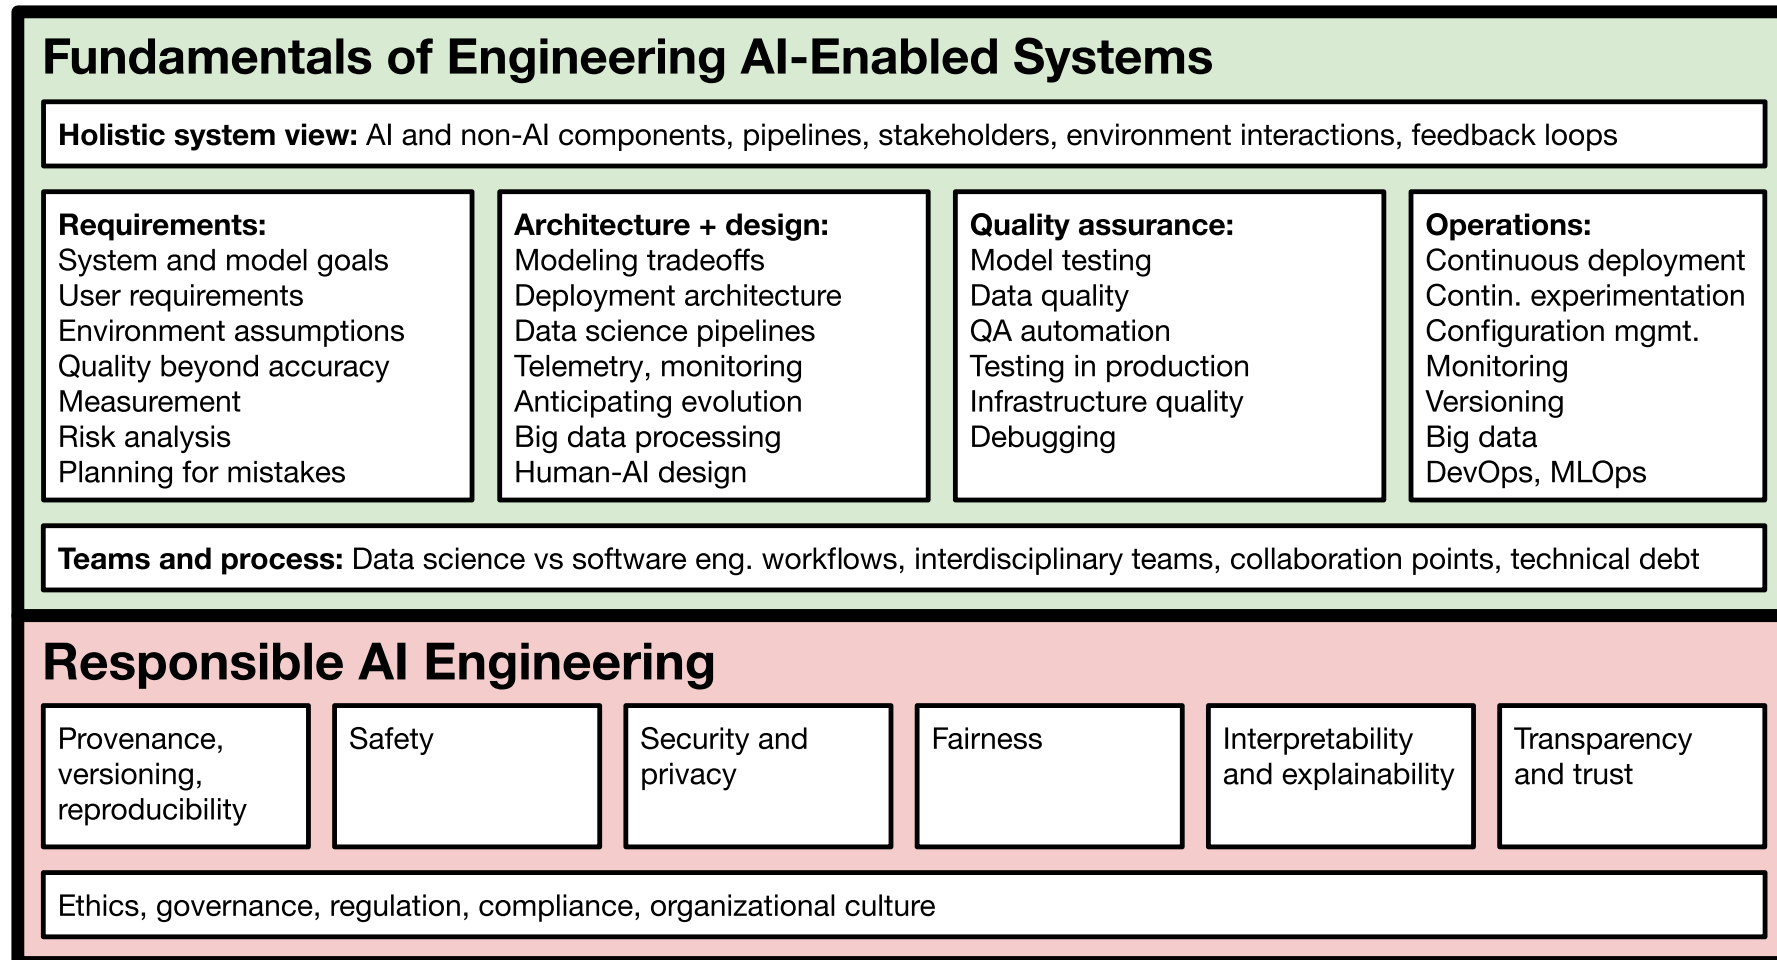 Fundamentals of Engineering AI-Enabled Systems
Holistic system view: AI and non-AI components, pipelines, stakeholders, environment interactions, feedback loops
Requirements:
System and model goals
User requirements
Environment assumptions
Quality beyond accuracy
Measurement
Risk analysis
Planning for mistakes
Architecture + design:
Modeling tradeoffs
Deployment architecture
Data science pipelines
Telemetry, monitoring
Anticipating evolution
Big data processing
Human-AI design
Quality assurance:
Model testing
Data quality
QA automation
Testing in production
Infrastructure quality
Debugging
Operations:
Continuous deployment
Contin. experimentation
Configuration mgmt.
Monitoring
Versioning
Big data
DevOps, MLOps
Teams and process: Data science vs software eng. workflows, interdisciplinary teams, collaboration points, technical debt
Responsible AI Engineering
Provenance,
versioning,
reproducibility
Safety
Security and
privacy
Fairness
Interpretability
and explainability
Transparency
and trust
Ethics, governance, regulation, compliance, organizational culture